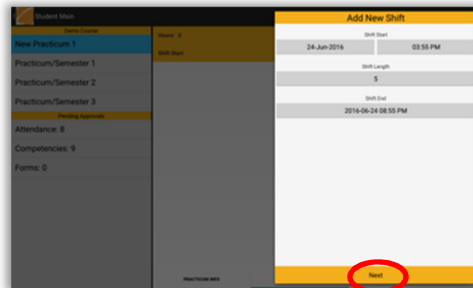 Student Main
Demo Course
New Practicum 1
Practicum/Semester 1
Practicum/Semester 2
Practicum/Semester 3
Pending Approvals
Attendance: 8
Competencies: 9
Forms: 0
Hours: 0
Shift Start
PRACTICUM INFO
Add New Shift
Shift Start
24-Jun-2016 03:55 PM
Shift Length
5
Shift End
2016-06-24 08:55 PM
Next